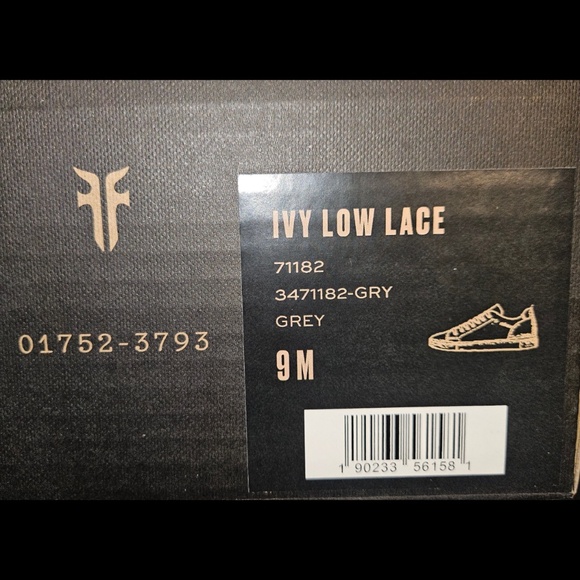 01752-3793
IVY LOW LACE
71182
3471182-GRY
GREY
9 M
1 90233 56158 1